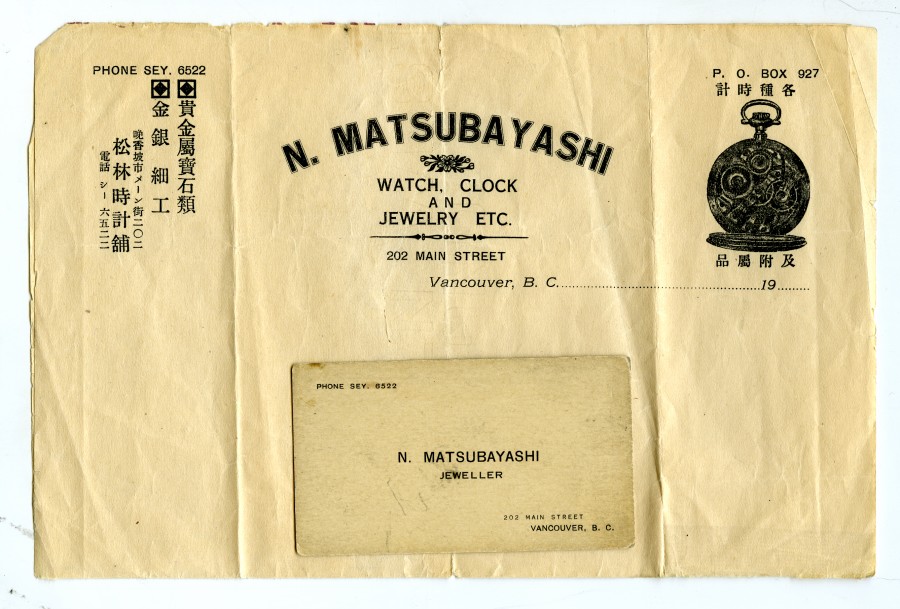 PHONE SEY. 6522
貴金屬寶石類
金銀細工
晩香坡市メーン街二〇二
松林時計舗
電話 シー 六五二二
N. MATSUBAYASHI
WATCH, CLOCK
AND
JEWELRY ETC.
202 MAIN STREET
Vancouver, B. C. 19
P. O. BOX 927
計時種各
品屬附及
PHONE SEY. 6522
N. MATSUBAYASHI
JEWELLER
202 MAIN STREET
VANCOUVER, B. C.